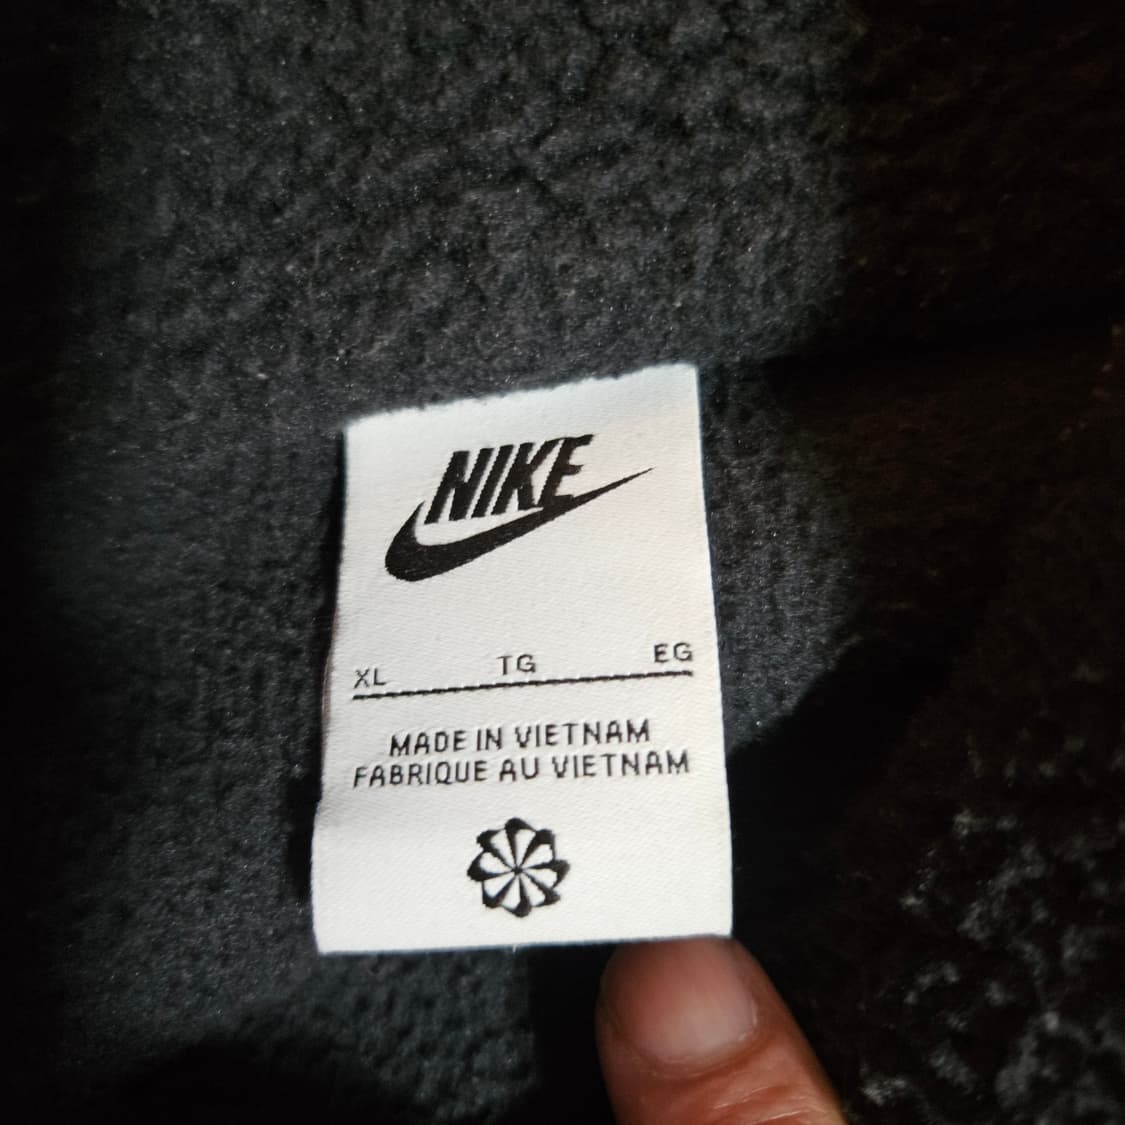 NIKE
XL TG EG
MADE IN VIETNAM
FABRIQUE AU VIETNAM